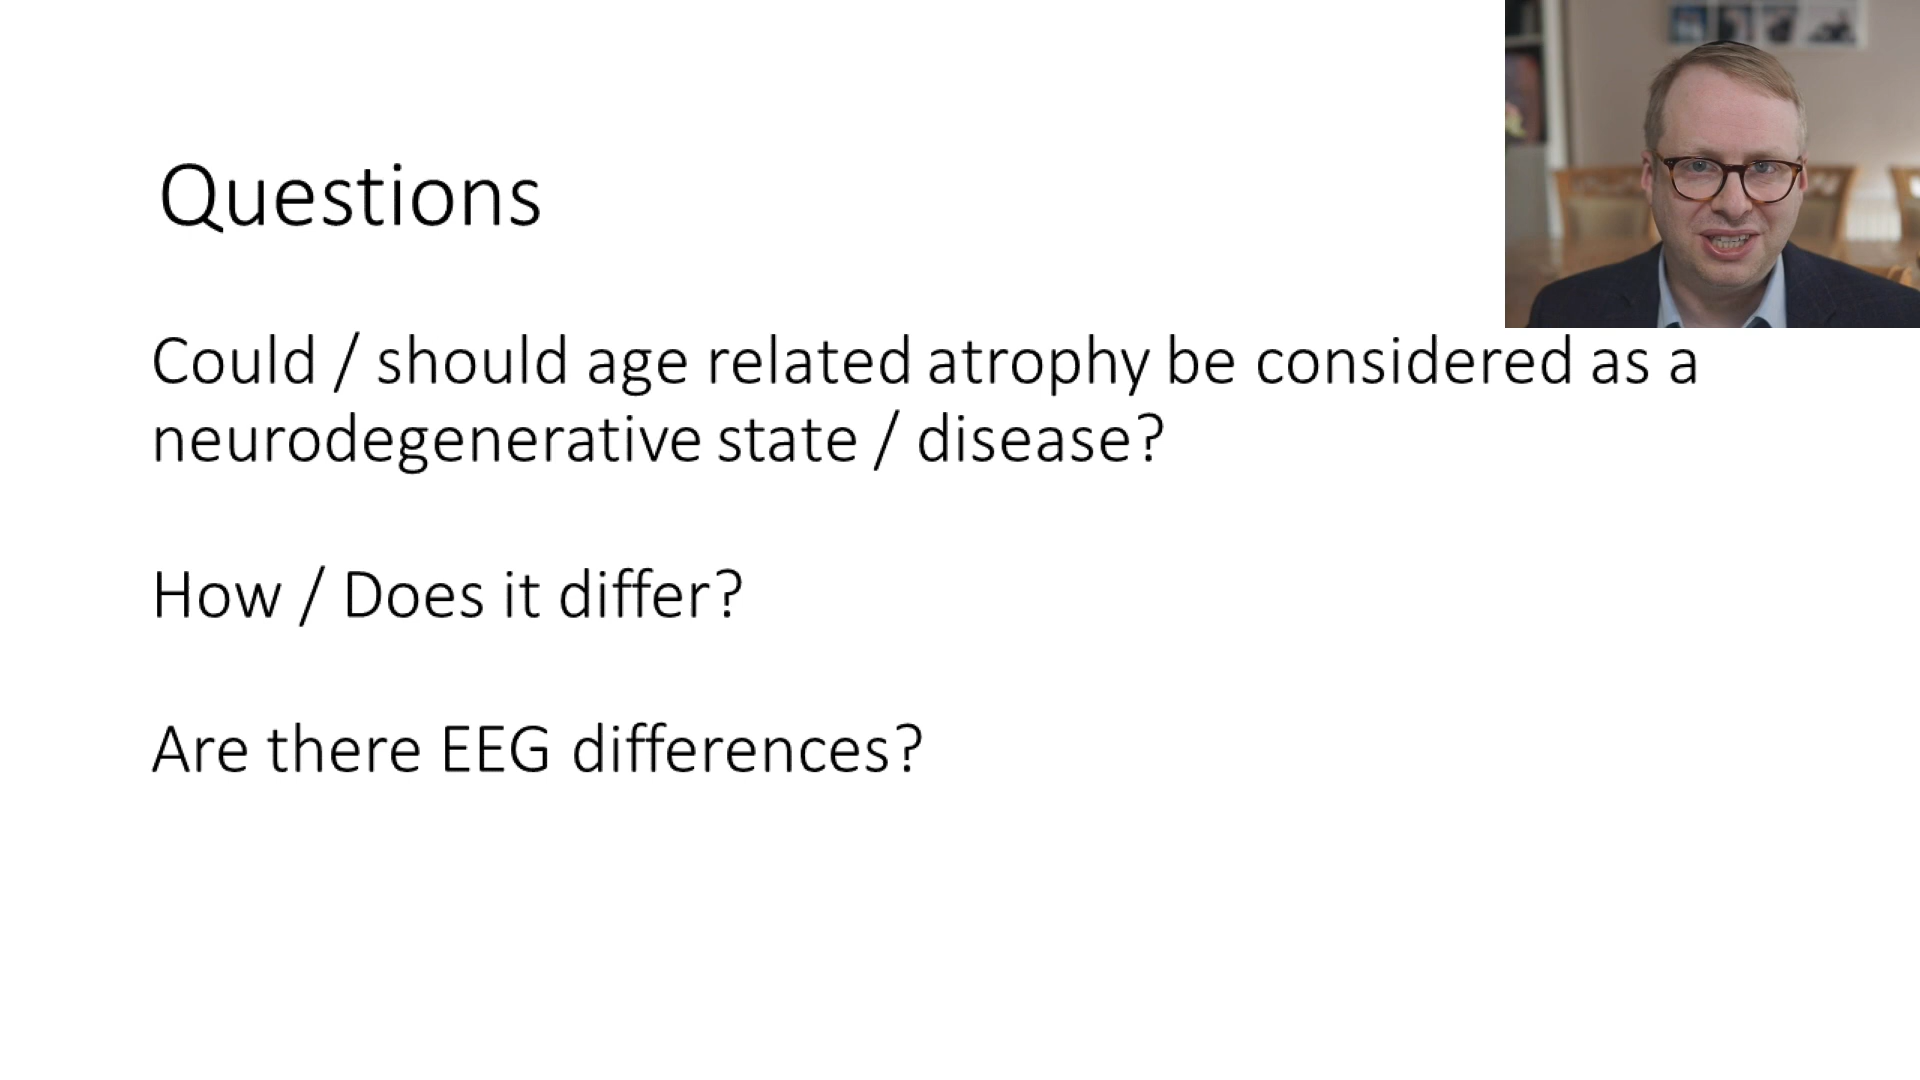 Questions
Could / should age related atrophy be considered as a
neurodegenerative state / disease?
How / Does it differ?
Are there EEG differences?